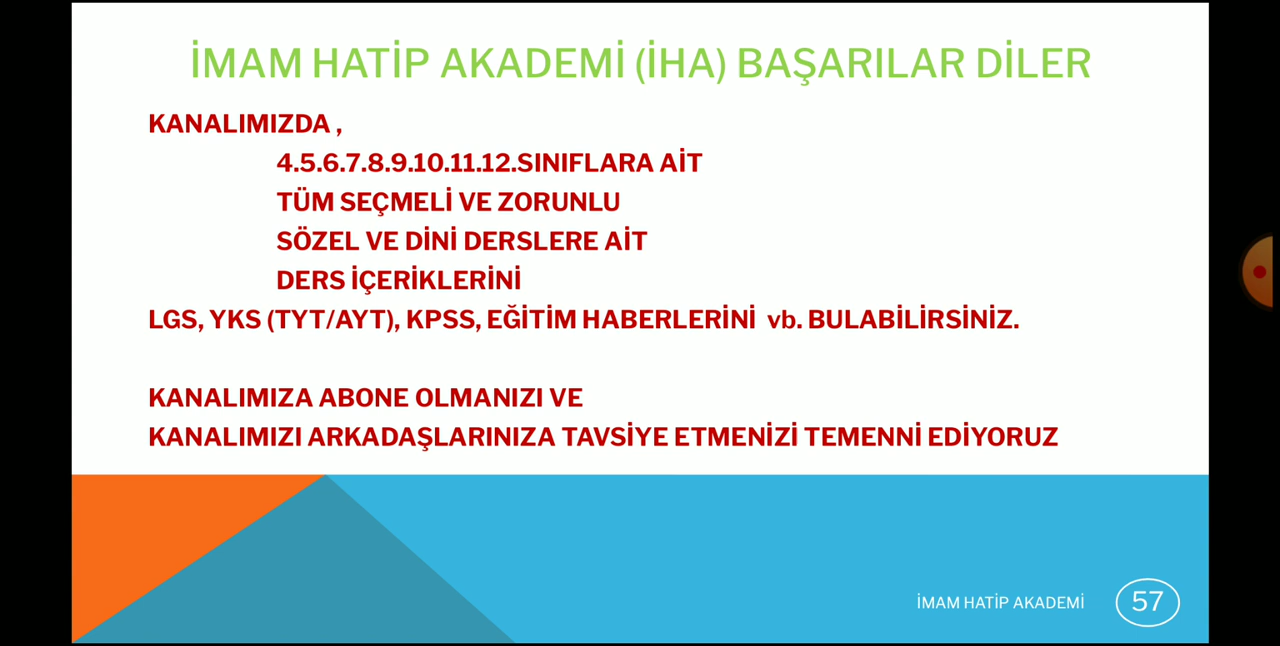 İMAM HATİP AKADEMİ (İHA) BAŞARILAR DİLER
KANALIMIZDA ,
4.5.6.7.8.9.10.11.12.SINIFLARA AİT
TÜM SEÇMELİ VE ZORUNLU
SÖZEL VE DİNİ DERSLERE AİT
DERS İÇERİKLERİNİ
LGS, YKS (TYT/AYT), KPSS, EĞİTİM HABERLERİNİ vb. BULABİLİRSİNİZ.
KANALIMIZA ABONE OLMANIZI VE
KANALIMIZI ARKADAŞLARINIZA TAVSİYE ETMENİZİ TEMENNİ EDİYORUZ
İMAM HATİP AKADEMİ 57